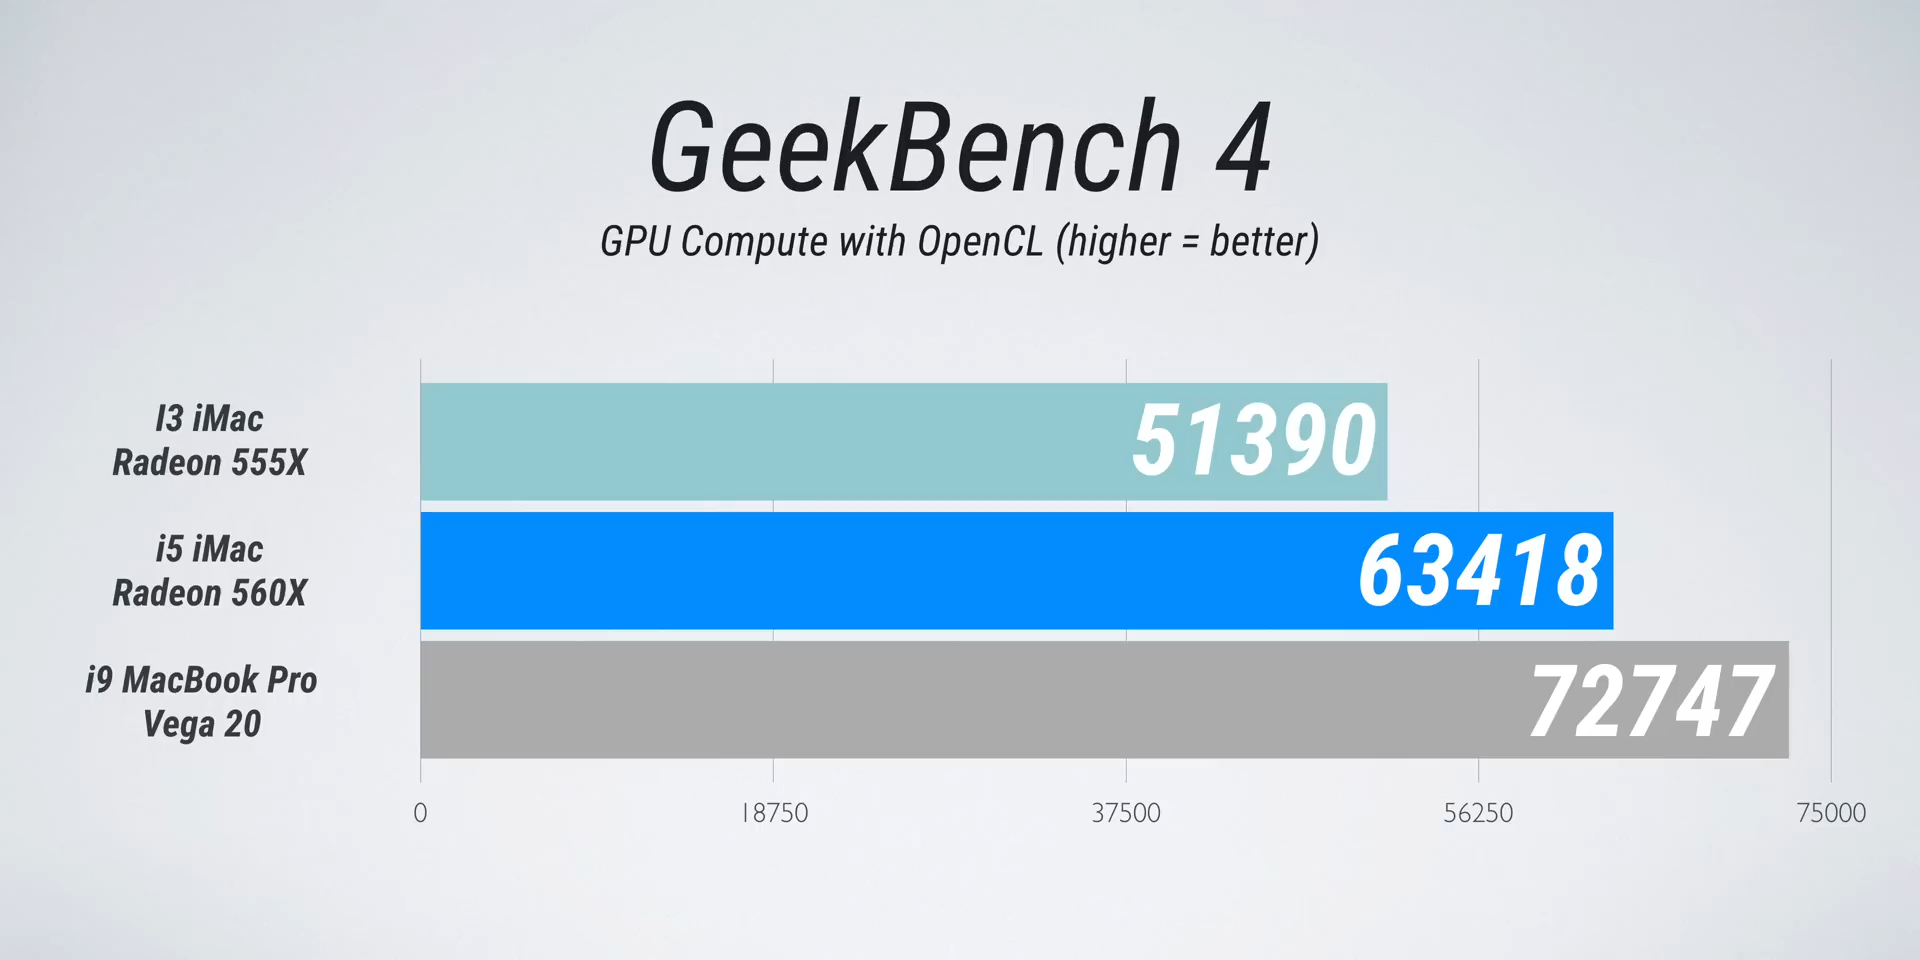 GeekBench 4
GPU Compute with OpenCL (higher = better)
I3 iMac
Radeon 555X
51390
i5 iMac
Radeon 560X
63418
i9 MacBook Pro
Vega 20
72747
0 18750 37500 56250 75000